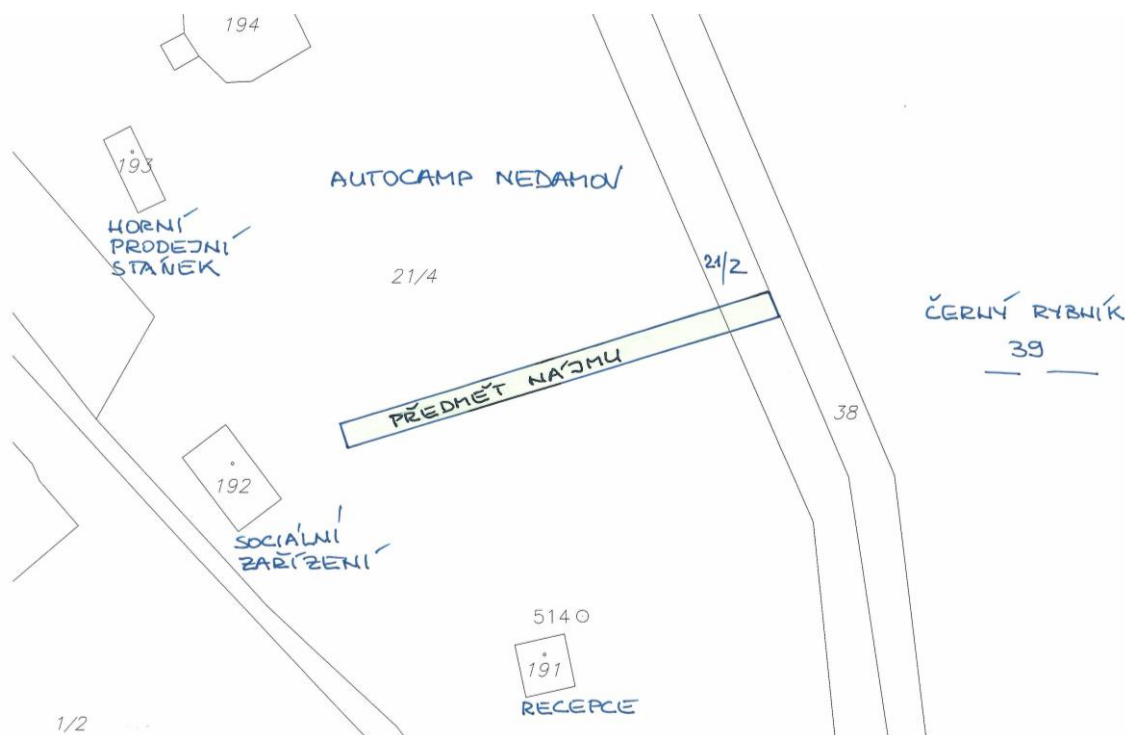 194
193
AUTOCAMP NEDAMOV
HORNÍ
PRODEJNÍ
STÁNEK
21/2
21/4
ČERNÝ RYBNÍK
39
PŘEDMĚT NÁJMU
38
192
SOCIÁLNÍ
ZAŘÍZENÍ
514
191
RECEPCE
1/2